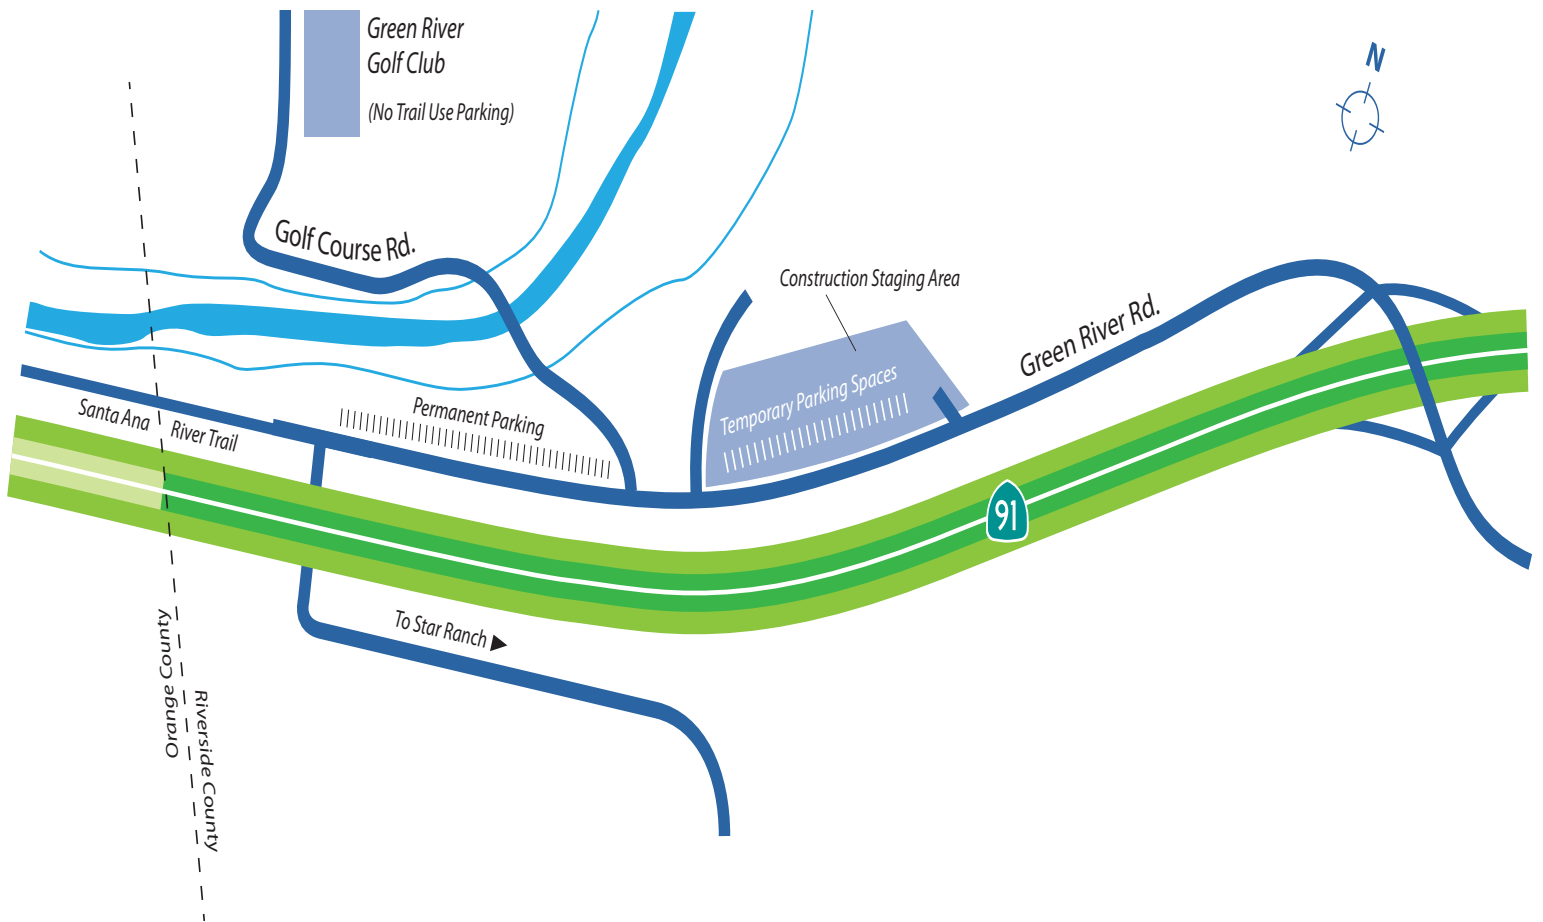 Green River
Golf Club
(No Trail Use Parking)
N
Golf Course Rd.
Construction Staging Area
Green River Rd.
Temporary Parking Spaces
Permanent Parking
Santa Ana
River Trail
91
To Star Ranch
Orange County
Riverside County